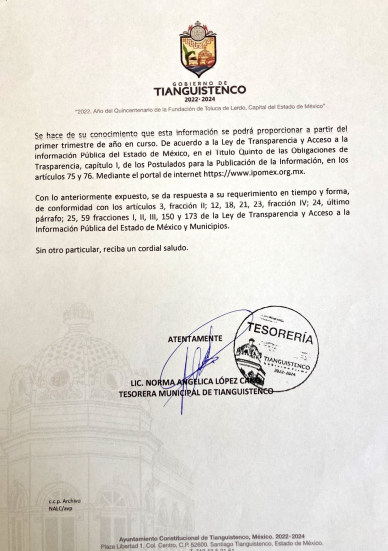 GOBIERNO DE
TIANGUISTENCO
2022-2024
"2022. Año del Quincentenario de la Fundación de Toluca de Lerdo, Capital del Estado de México"
Se hace de su conocimiento que esta información se podrá proporcionar a partir del
primer trimestre de año en curso. De acuerdo a la Ley de Transparencia y Acceso a la
Información Pública del Estado de México, en el Titulo Quinto de las Obligaciones de
Trasparencia, capítulo I, de los Postulados para la Publicación de la Información, en los
artículos 75 y 76. Mediante el portal de internet https://www.ipomex.org.mx.
Con lo anteriormente expuesto, se da respuesta a su requerimiento en tiempo y forma,
de conformidad con los artículos 3, fracción II; 12, 18, 21, 23, fracción IV; 24, último
párrafo; 25, 59 fracciones I, II, III, 150 y 173 de la Ley de Transparencia y Acceso a la
Información Pública del Estado de México y Municipios.
Sin otro particular, reciba un cordial saludo.
ATENTAMENTE
TESORERÍA
TIANGUISTENCO
2022-2024
LIC. NORMA ANGELICA LÓPEZ
TESORERA MUNICIPAL DE TIANGUISTENCO
c.c.p. Archivo
NALC/axp
Ayuntamiento Constitucional de Tianguistenco, México. 2022-2024
Plaza Libertad 1, Col. Centro, C.P. 52600. Santiago Tianguistenco, Estado de México.